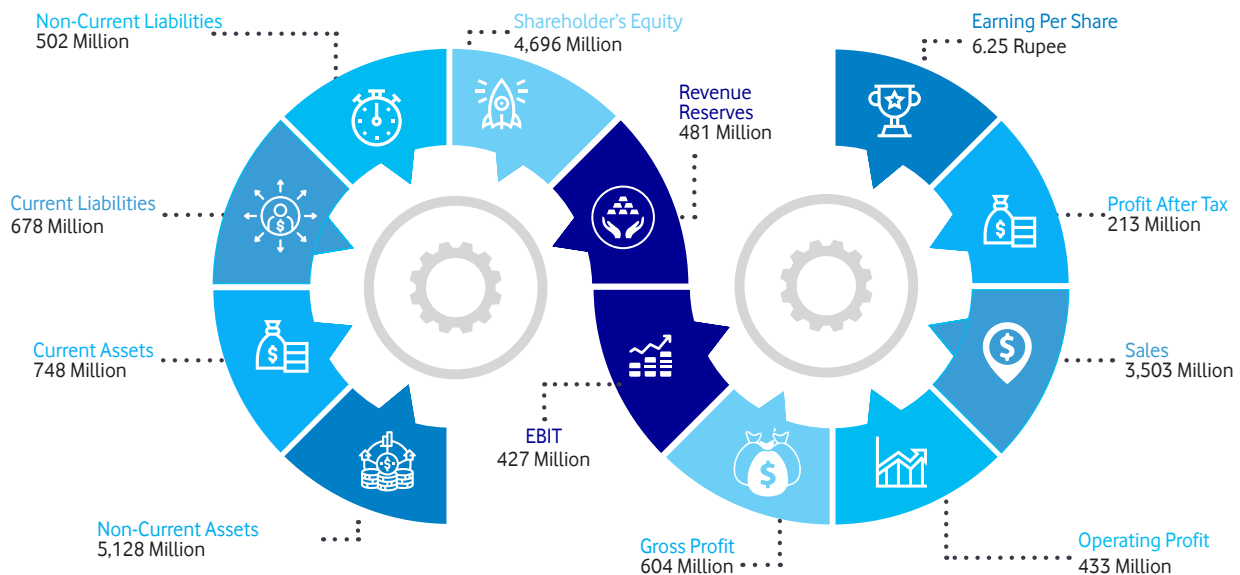 Non-Current Liabilities
502 Million
Shareholder's Equity
4,696 Million
Earning Per Share
6.25 Rupee
Revenue
Reserves
481 Million
Current Liabilities
678 Million
Profit After Tax
213 Million
Current Assets
748 Million
Sales
3,503 Million
EBIT
427 Million
Non-Current Assets
5,128 Million
Gross Profit
604 Million
Operating Profit
433 Million